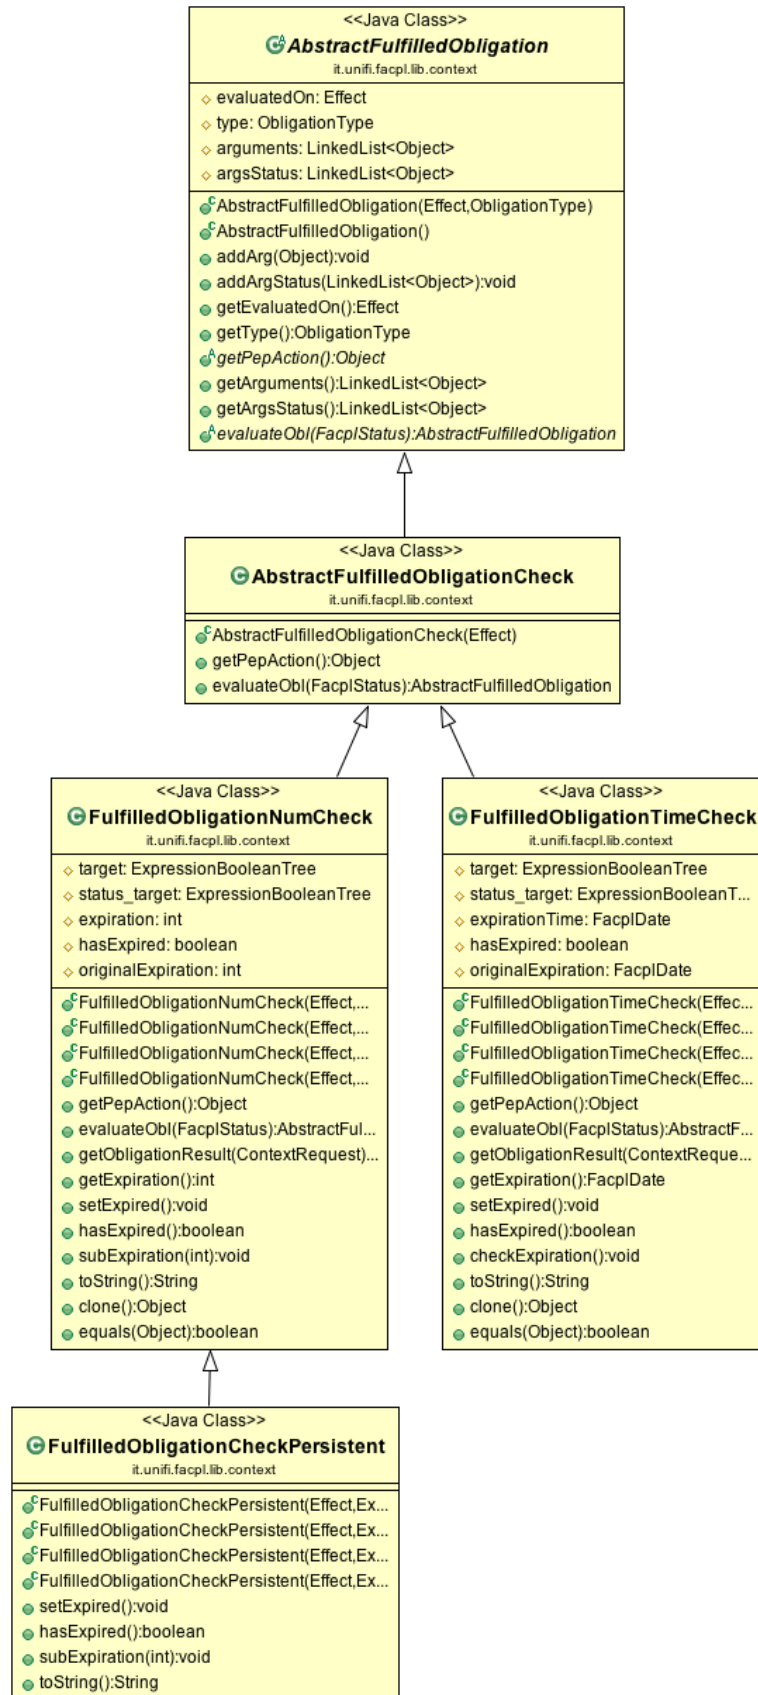 <<Java Class>>
AbstractFulfilledObligation
it.unifi.facpl.lib.context
evaluatedOn: Effect
type: ObligationType
arguments: LinkedList<Object>
argsStatus: LinkedList<Object>
AbstractFulfilledObligation(Effect,ObligationType)
AbstractFulfilledObligation()
addArg(Object):void
addArgStatus(LinkedList<Object>):void
getEvaluatedOn():Effect
getType():ObligationType
getPepAction():Object
getArguments():LinkedList<Object>
getArgsStatus():LinkedList<Object>
evaluateObl(FacplStatus):AbstractFulfilledObligation
<<Java Class>>
AbstractFulfilledObligationCheck
it.unifi.facpl.lib.context
AbstractFulfilledObligationCheck(Effect)
getPepAction():Object
evaluateObl(FacplStatus):AbstractFulfilledObligation
<<Java Class>>
FulfilledObligationNumCheck
it.unifi.facpl.lib.context
target: ExpressionBooleanTree
status_target: ExpressionBooleanTree
expiration: int
hasExpired: boolean
originalExpiration: int
FulfilledObligationNumCheck(Effect,...
FulfilledObligationNumCheck(Effect,...
FulfilledObligationNumCheck(Effect,...
FulfilledObligationNumCheck(Effect,...
getPepAction():Object
evaluateObl(FacplStatus):AbstractFul...
getObligationResult(ContextRequest)...
getExpiration():int
setExpired():void
hasExpired():boolean
subExpiration(int):void
toString():String
clone():Object
equals(Object):boolean
<<Java Class>>
FulfilledObligationTimeCheck
it.unifi.facpl.lib.context
target: ExpressionBooleanTree
status_target: ExpressionBooleanT...
expirationTime: FacplDate
hasExpired: boolean
originalExpiration: FacplDate
FulfilledObligationTimeCheck(Effec...
FulfilledObligationTimeCheck(Effec...
FulfilledObligationTimeCheck(Effec...
FulfilledObligationTimeCheck(Effec...
getPepAction():Object
evaluateObl(FacplStatus):AbstractF...
getObligationResult(ContextReque...
getExpiration():FacplDate
setExpired():void
hasExpired():boolean
checkExpiration():void
toString():String
clone():Object
equals(Object):boolean
<<Java Class>>
FulfilledObligationCheckPersistent
it.unifi.facpl.lib.context
FulfilledObligationCheckPersistent(Effect,Ex...
FulfilledObligationCheckPersistent(Effect,Ex...
FulfilledObligationCheckPersistent(Effect,Ex...
FulfilledObligationCheckPersistent(Effect,Ex...
setExpired():void
hasExpired():boolean
subExpiration(int):void
toString():String